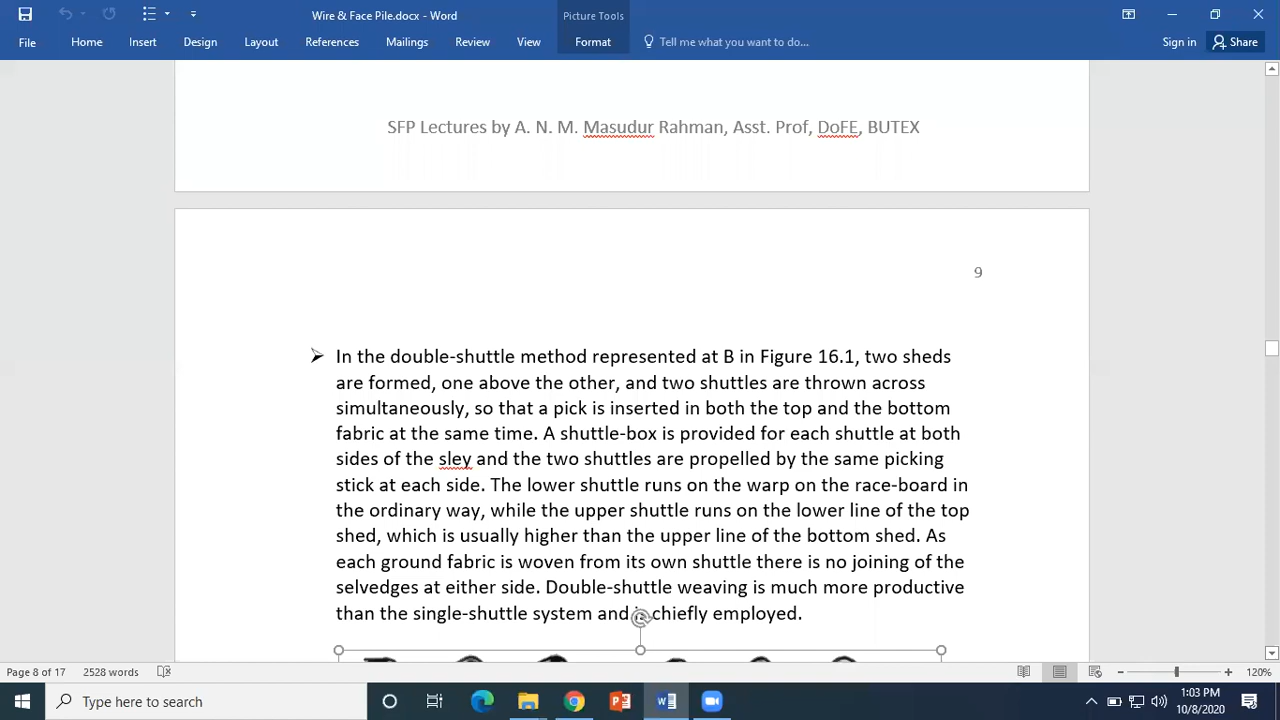 Wire & Face Pile.docx - Word
Picture Tools
File
Home
Insert
Design
Layout
References
Mailings
Review
View
Format
Tell me what you want to do...
Sign in
Share
SFP Lectures by A. N. M. Masudur Rahman, Asst. Prof, DoFE, BUTEX
9
In the double-shuttle method represented at B in Figure 16.1, two sheds
are formed, one above the other, and two shuttles are thrown across
simultaneously, so that a pick is inserted in both the top and the bottom
fabric at the same time. A shuttle-box is provided for each shuttle at both
sides of the sley and the two shuttles are propelled by the same picking
stick at each side. The lower shuttle runs on the warp on the race-board in
the ordinary way, while the upper shuttle runs on the lower line of the top
shed, which is usually higher than the upper line of the bottom shed. As
each ground fabric is woven from its own shuttle there is no joining of the
selvedges at either side. Double-shuttle weaving is much more productive
than the single-shuttle system and chiefly employed.
Page 8 of 17
2528 words
120%
Type here to search
1:03 PM
10/8/2020